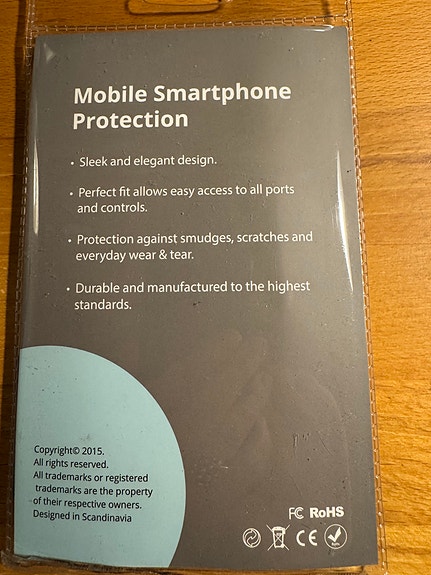 Mobile Smartphone
Protection
• Sleek and elegant design.
• Perfect fit allows easy access to all ports
and controls.
• Protection against smudges, scratches and
everyday wear & tear.
• Durable and manufactured to the highest
standards.
Copyright© 2015.
All rights reserved.
All trademarks or registered
trademarks are the property
of their respective owners.
Designed in Scandinavia
FC RoHS
CE